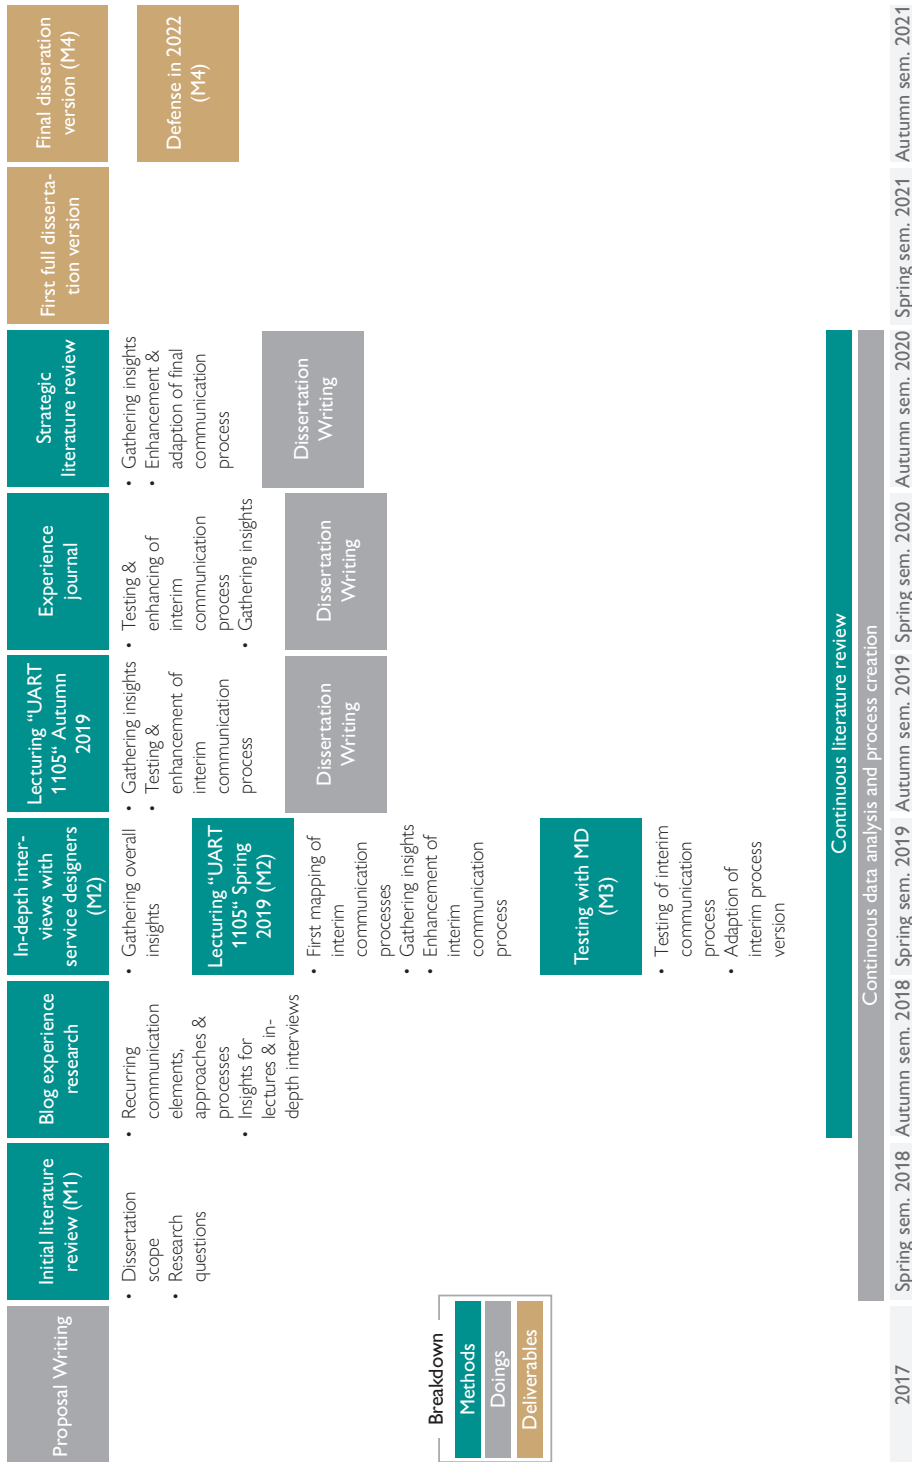 Proposal Writing
Initial literature
review (M1)
• Dissertation
scope
• Research
questions
Blog experience
research
• Recurring
communication
elements,
approaches &
processes
• Insights for
lectures & in-
depth interviews
In-depth inter-
views with
service designers
(M2)
• Gathering overall
insights
Lecturing “UART
1105“ Spring
2019 (M2)
• First mapping of
interim
communication
processes
• Gathering insights
• Enhancement of
interim
communication
process
Testing with MD
(M3)
• Testing of interim
communication
process
• Adaption of
interim process
version
Lecturing “UART
1105“ Autumn
2019
• Gathering insights
• Testing &
enhancement of
interim
communication
process
Dissertation
Writing
Experience
journal
• Testing &
enhancing of
interim
communication
process
• Gathering insights
Dissertation
Writing
Strategic
literature review
• Gathering insights
• Enhancement &
adaption of final
communication
process
Dissertation
Writing
First full disserta-
tion version
Final disseration
version (M4)
Defense in 2022
(M4)
Breakdown
Methods
Doings
Deliverables
Continuous literature review
Continuous data analysis and process creation
2017
Spring sem. 2018
Autumn sem. 2018
Spring sem. 2019
Autumn sem. 2019
Spring sem. 2020
Autumn sem. 2020
Spring sem. 2021
Autumn sem. 2021